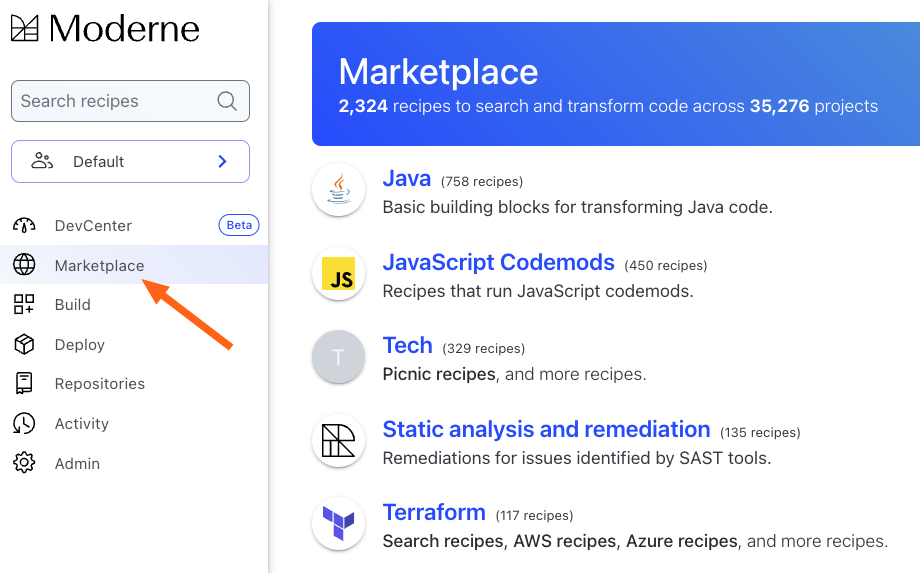 Moderne
Search recipes
Default
DevCenter Beta
Marketplace
Build
Deploy
Repositories
Activity
Admin
Marketplace
2,324 recipes to search and transform code across 35,276 projects
Java (758 recipes)
Basic building blocks for transforming Java code.
JS
JavaScript Codemods (450 recipes)
Recipes that run JavaScript codemods.
T
Tech (329 recipes)
Picnic recipes, and more recipes.
Static analysis and remediation (135 recipes)
Remediations for issues identified by SAST tools.
Terraform (117 recipes)
Search recipes, AWS recipes, Azure recipes, and more recipes.